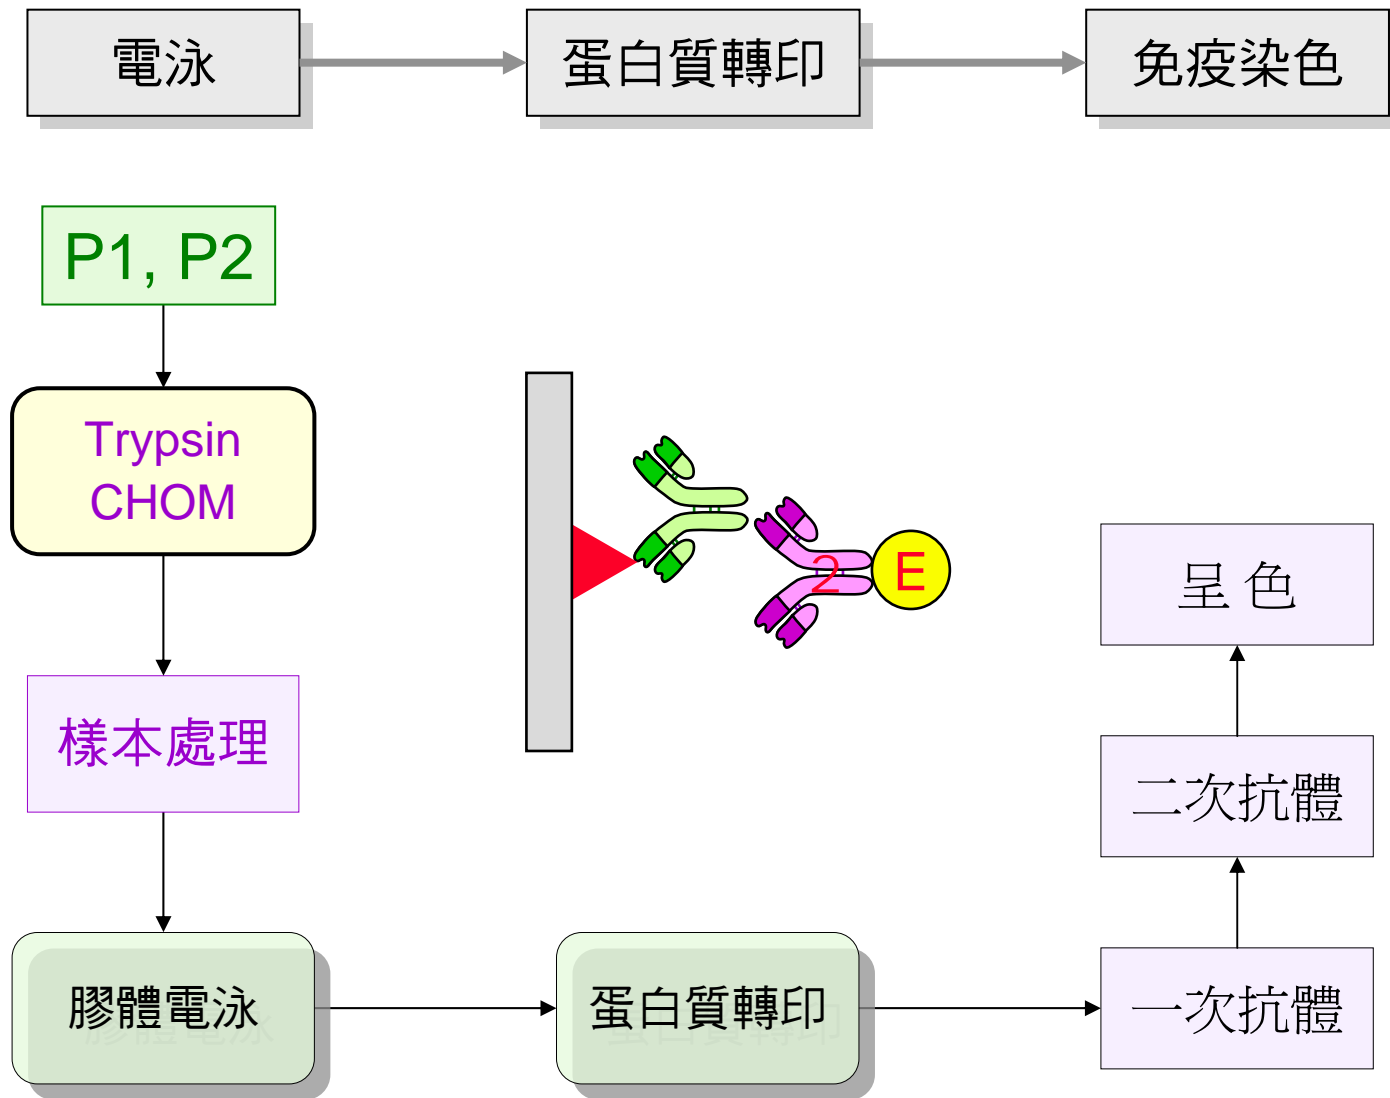 電泳
蛋白質轉印
免疫染色
P1, P2
Trypsin
CHOM
樣本處理
膠體電泳
蛋白質轉印
一次抗體
二次抗體
呈 色
2
E